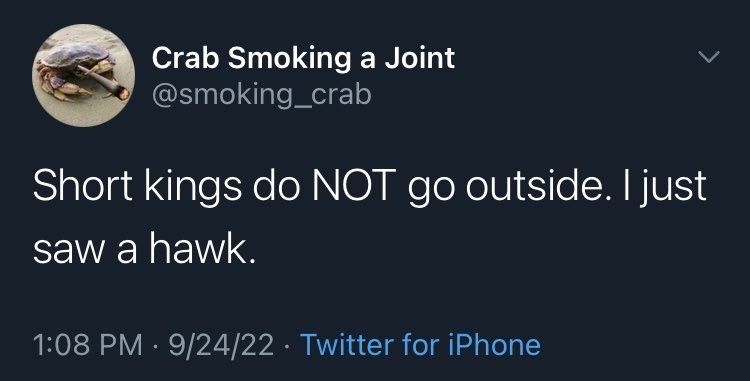 Crab Smoking a Joint
@smoking_crab
Short kings do NOT go outside. I just
saw a hawk.
1:08 PM · 9/24/22 · Twitter for iPhone